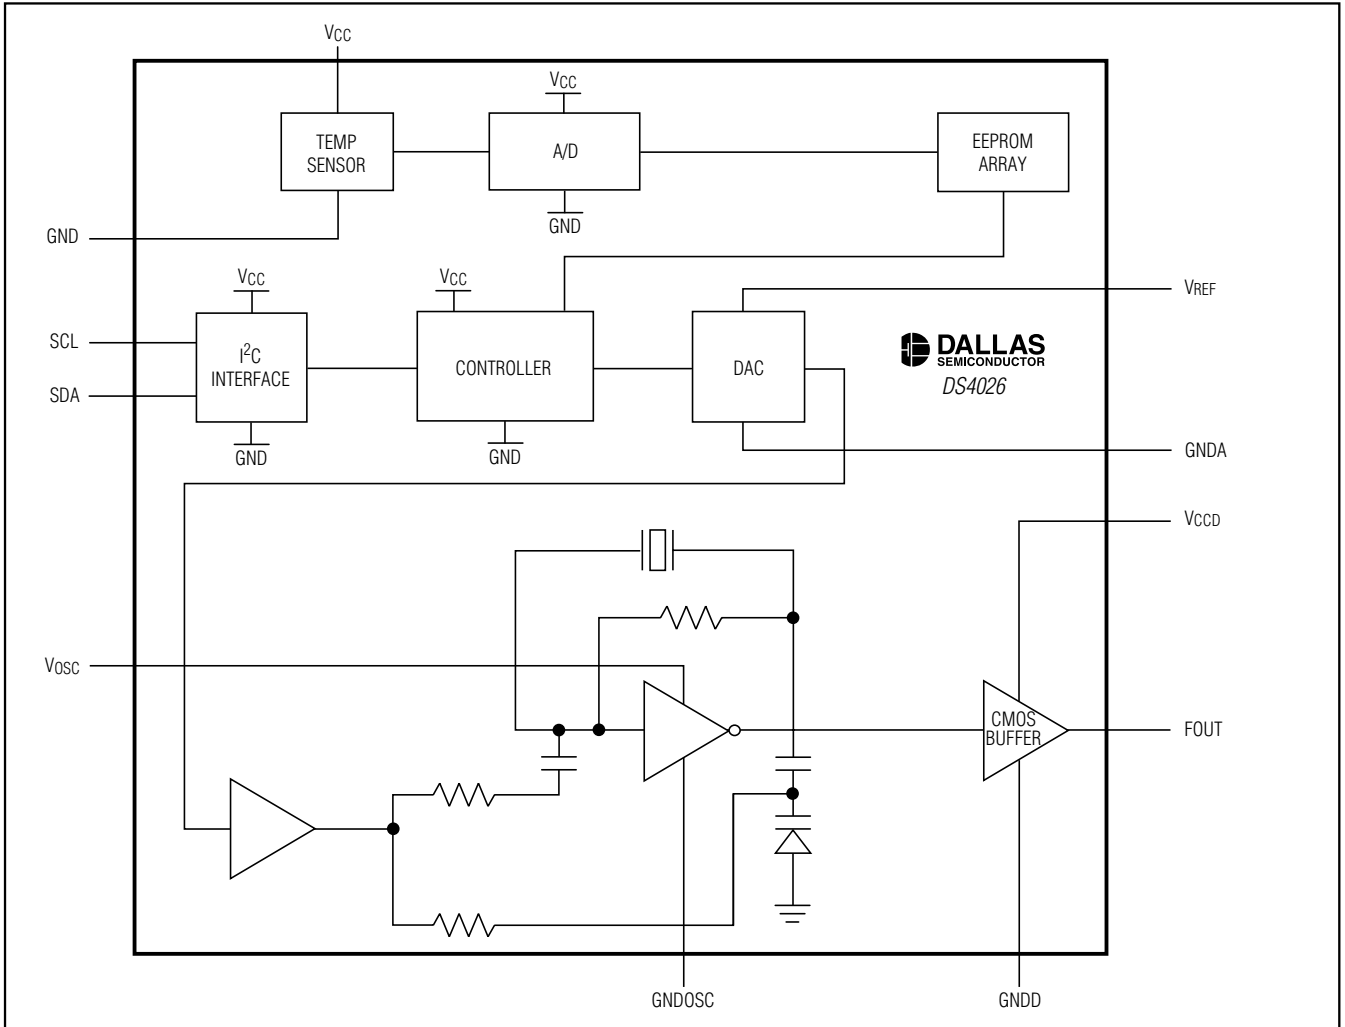 VCC
VCC
TEMP
SENSOR
A/D
EEPROM
ARRAY
GND
GND
VCC
VCC
VREF
SCL
I²C
INTERFACE
CONTROLLER
DAC
DALLAS
SEMICONDUCTOR
DS4026
SDA
GND
GND
GNDA
VCCD
VOSC
CMOS
BUFFER
FOUT
GNDOSC
GNDD